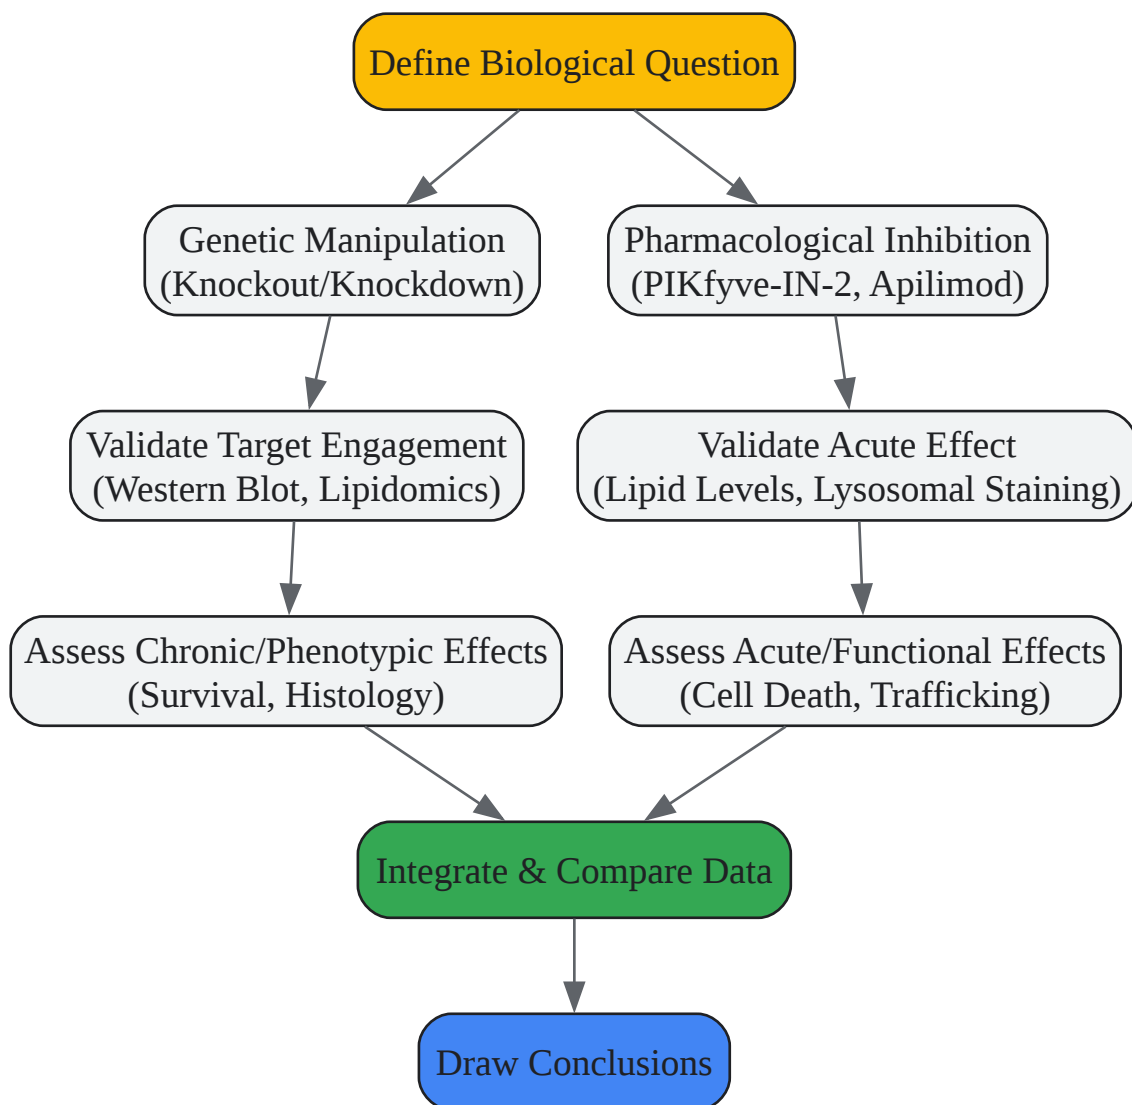 Define Biological Question
Genetic Manipulation
(Knockout/Knockdown)
Pharmacological Inhibition
(PIKfyve-IN-2, Apilimod)
Validate Target Engagement
(Western Blot, Lipidomics)
Validate Acute Effect
(Lipid Levels, Lysosomal Staining)
Assess Chronic/Phenotypic Effects
(Survival, Histology)
Assess Acute/Functional Effects
(Cell Death, Trafficking)
Integrate & Compare Data
Draw Conclusions